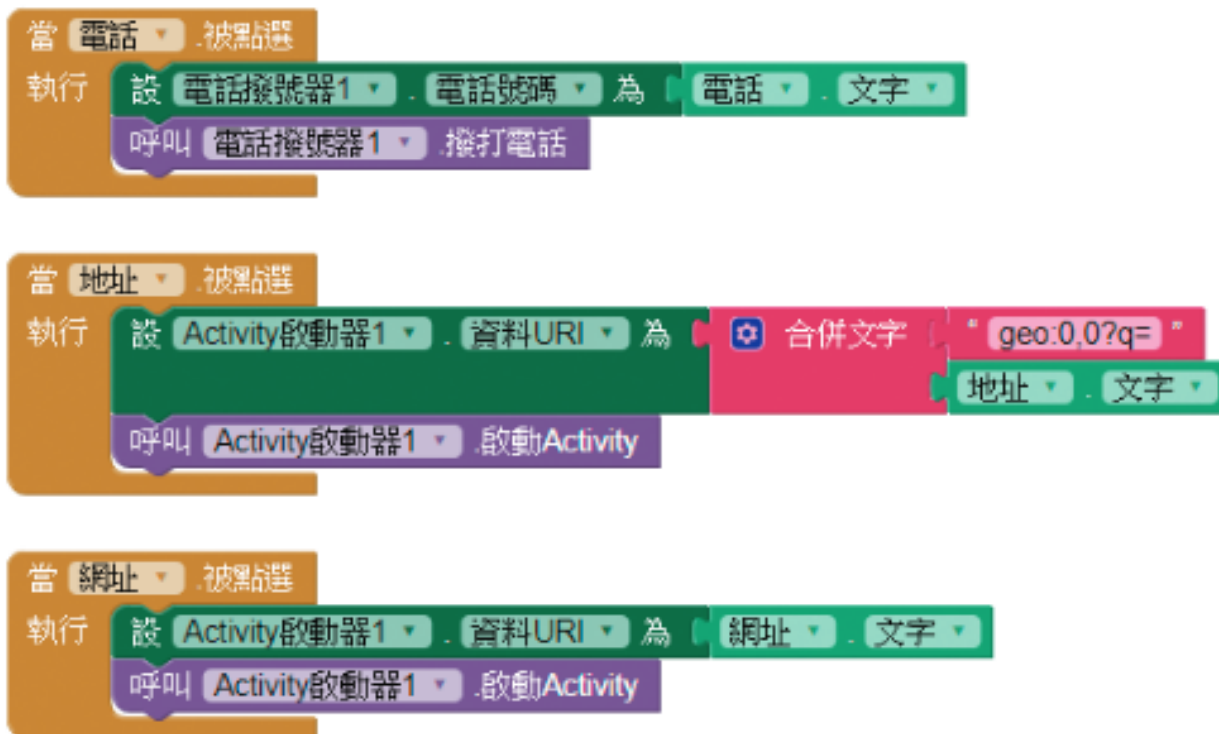 當 電話 .被點選
執行 設 電話撥號器1 . 電話號碼 為 電話 . 文字
呼叫 電話撥號器1 .撥打電話
當 地址 .被點選
執行 設 Activity啟動器1 . 資料URI 為 合併文字 " geo:0,0?q= "
地址 . 文字
呼叫 Activity啟動器1 .啟動Activity
當 網址 .被點選
執行 設 Activity啟動器1 . 資料URI 為 網址 . 文字
呼叫 Activity啟動器1 .啟動Activity